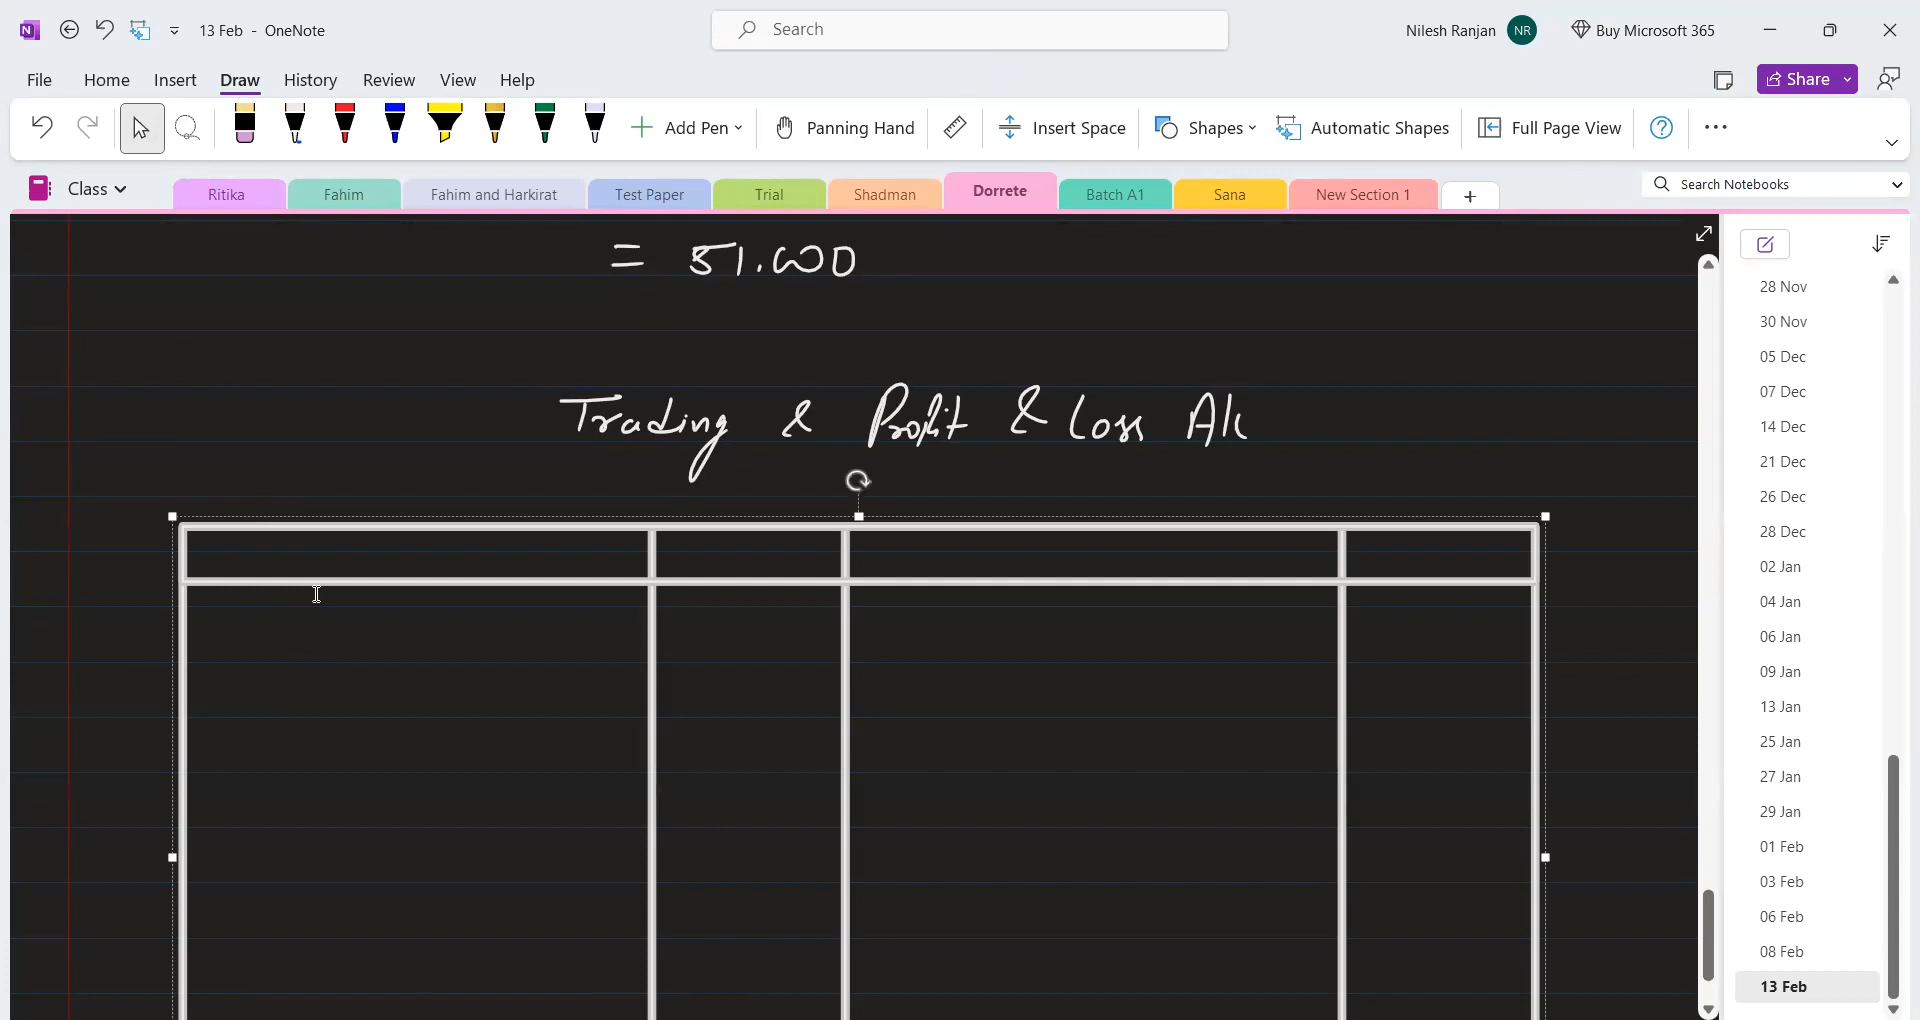 13 Feb - OneNote
Search
Nilesh Ranjan NR Buy Microsoft 365
File Home Insert Draw History Review View Help
Share
Add Pen Panning Hand Insert Space Shapes Automatic Shapes Full Page View
Class Ritika Fahim Fahim and Harkirat Test Paper Trial Shadman Dorrete Batch A1 Sana New Section 1 + Search Notebooks
= 51.000
Trading & Profit & Loss A/c
28 Nov
30 Nov
05 Dec
07 Dec
14 Dec
21 Dec
26 Dec
28 Dec
02 Jan
04 Jan
06 Jan
09 Jan
13 Jan
25 Jan
27 Jan
29 Jan
01 Feb
03 Feb
06 Feb
08 Feb
13 Feb